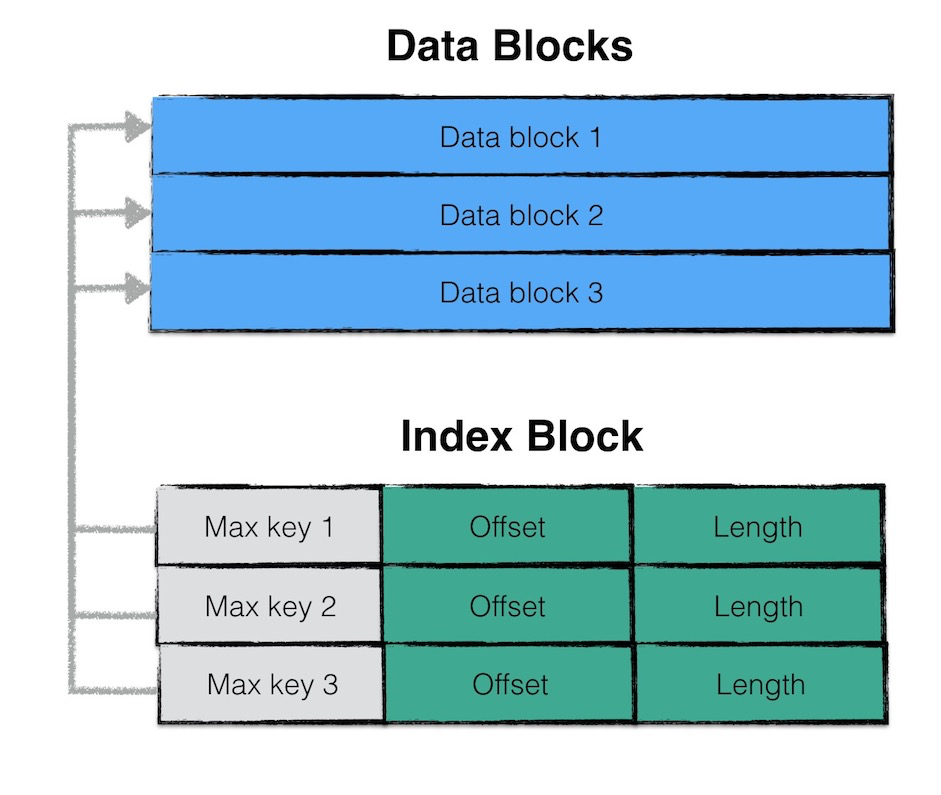 Data Blocks
Data block 1
Data block 2
Data block 3
Index Block
Max key 1 Offset Length
Max key 2 Offset Length
Max key 3 Offset Length